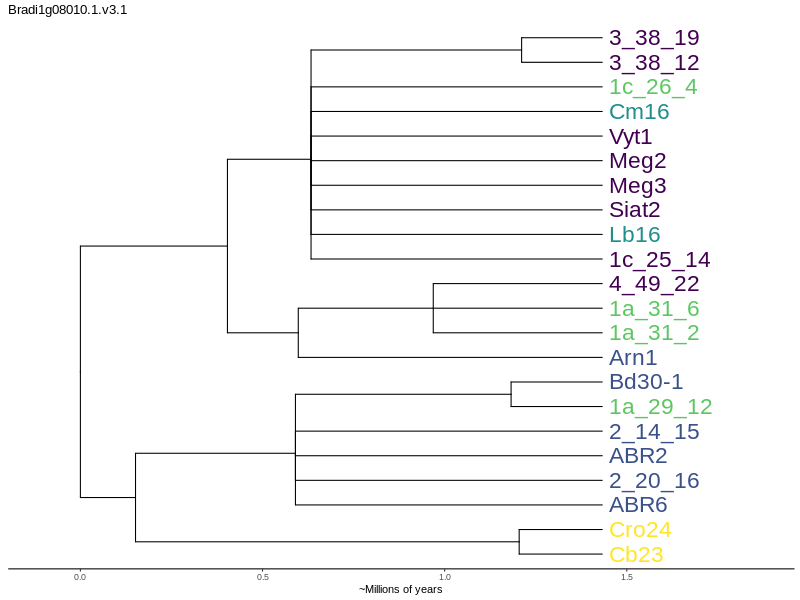 Bradi1g08010.1.v3.1
3_38_19
3_38_12
1c_26_4
Cm16
Vyt1
Meg2
Meg3
Siat2
Lb16
1c_25_14
4_49_22
1a_31_6
1a_31_2
Arn1
Bd30-1
1a_29_12
2_14_15
ABR2
2_20_16
ABR6
Cro24
Cb23
0.0 0.5 1.0 1.5
~Millions of years